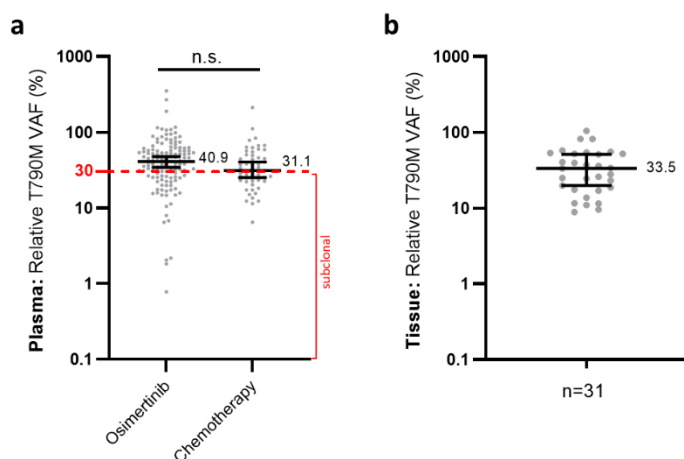 a
Plasma: Relative T790M VAF (%)
1000
100
30
10
1
0.1
n.s.
40.9
31.1
subclonal
Osimertinib
Chemotherapy
b
Tissue: Relative T790M VAF (%)
1000
100
10
1
0.1
33.5
n=31